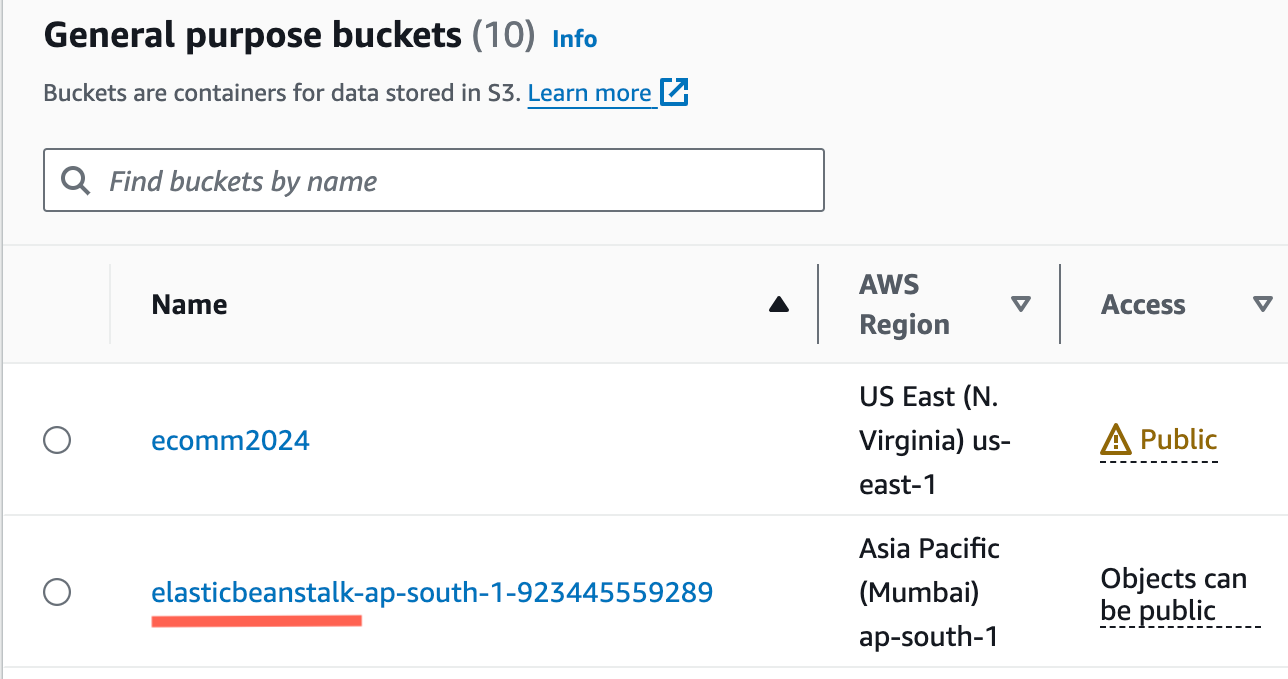 General purpose buckets (10) Info
Buckets are containers for data stored in S3. Learn more
Find buckets by name
Name
AWS
Region
Access
ecomm2024
US East (N.
Virginia) us-
east-1
Public
elasticbeanstalk-ap-south-1-923445559289
Asia Pacific
(Mumbai)
ap-south-1
Objects can
be public